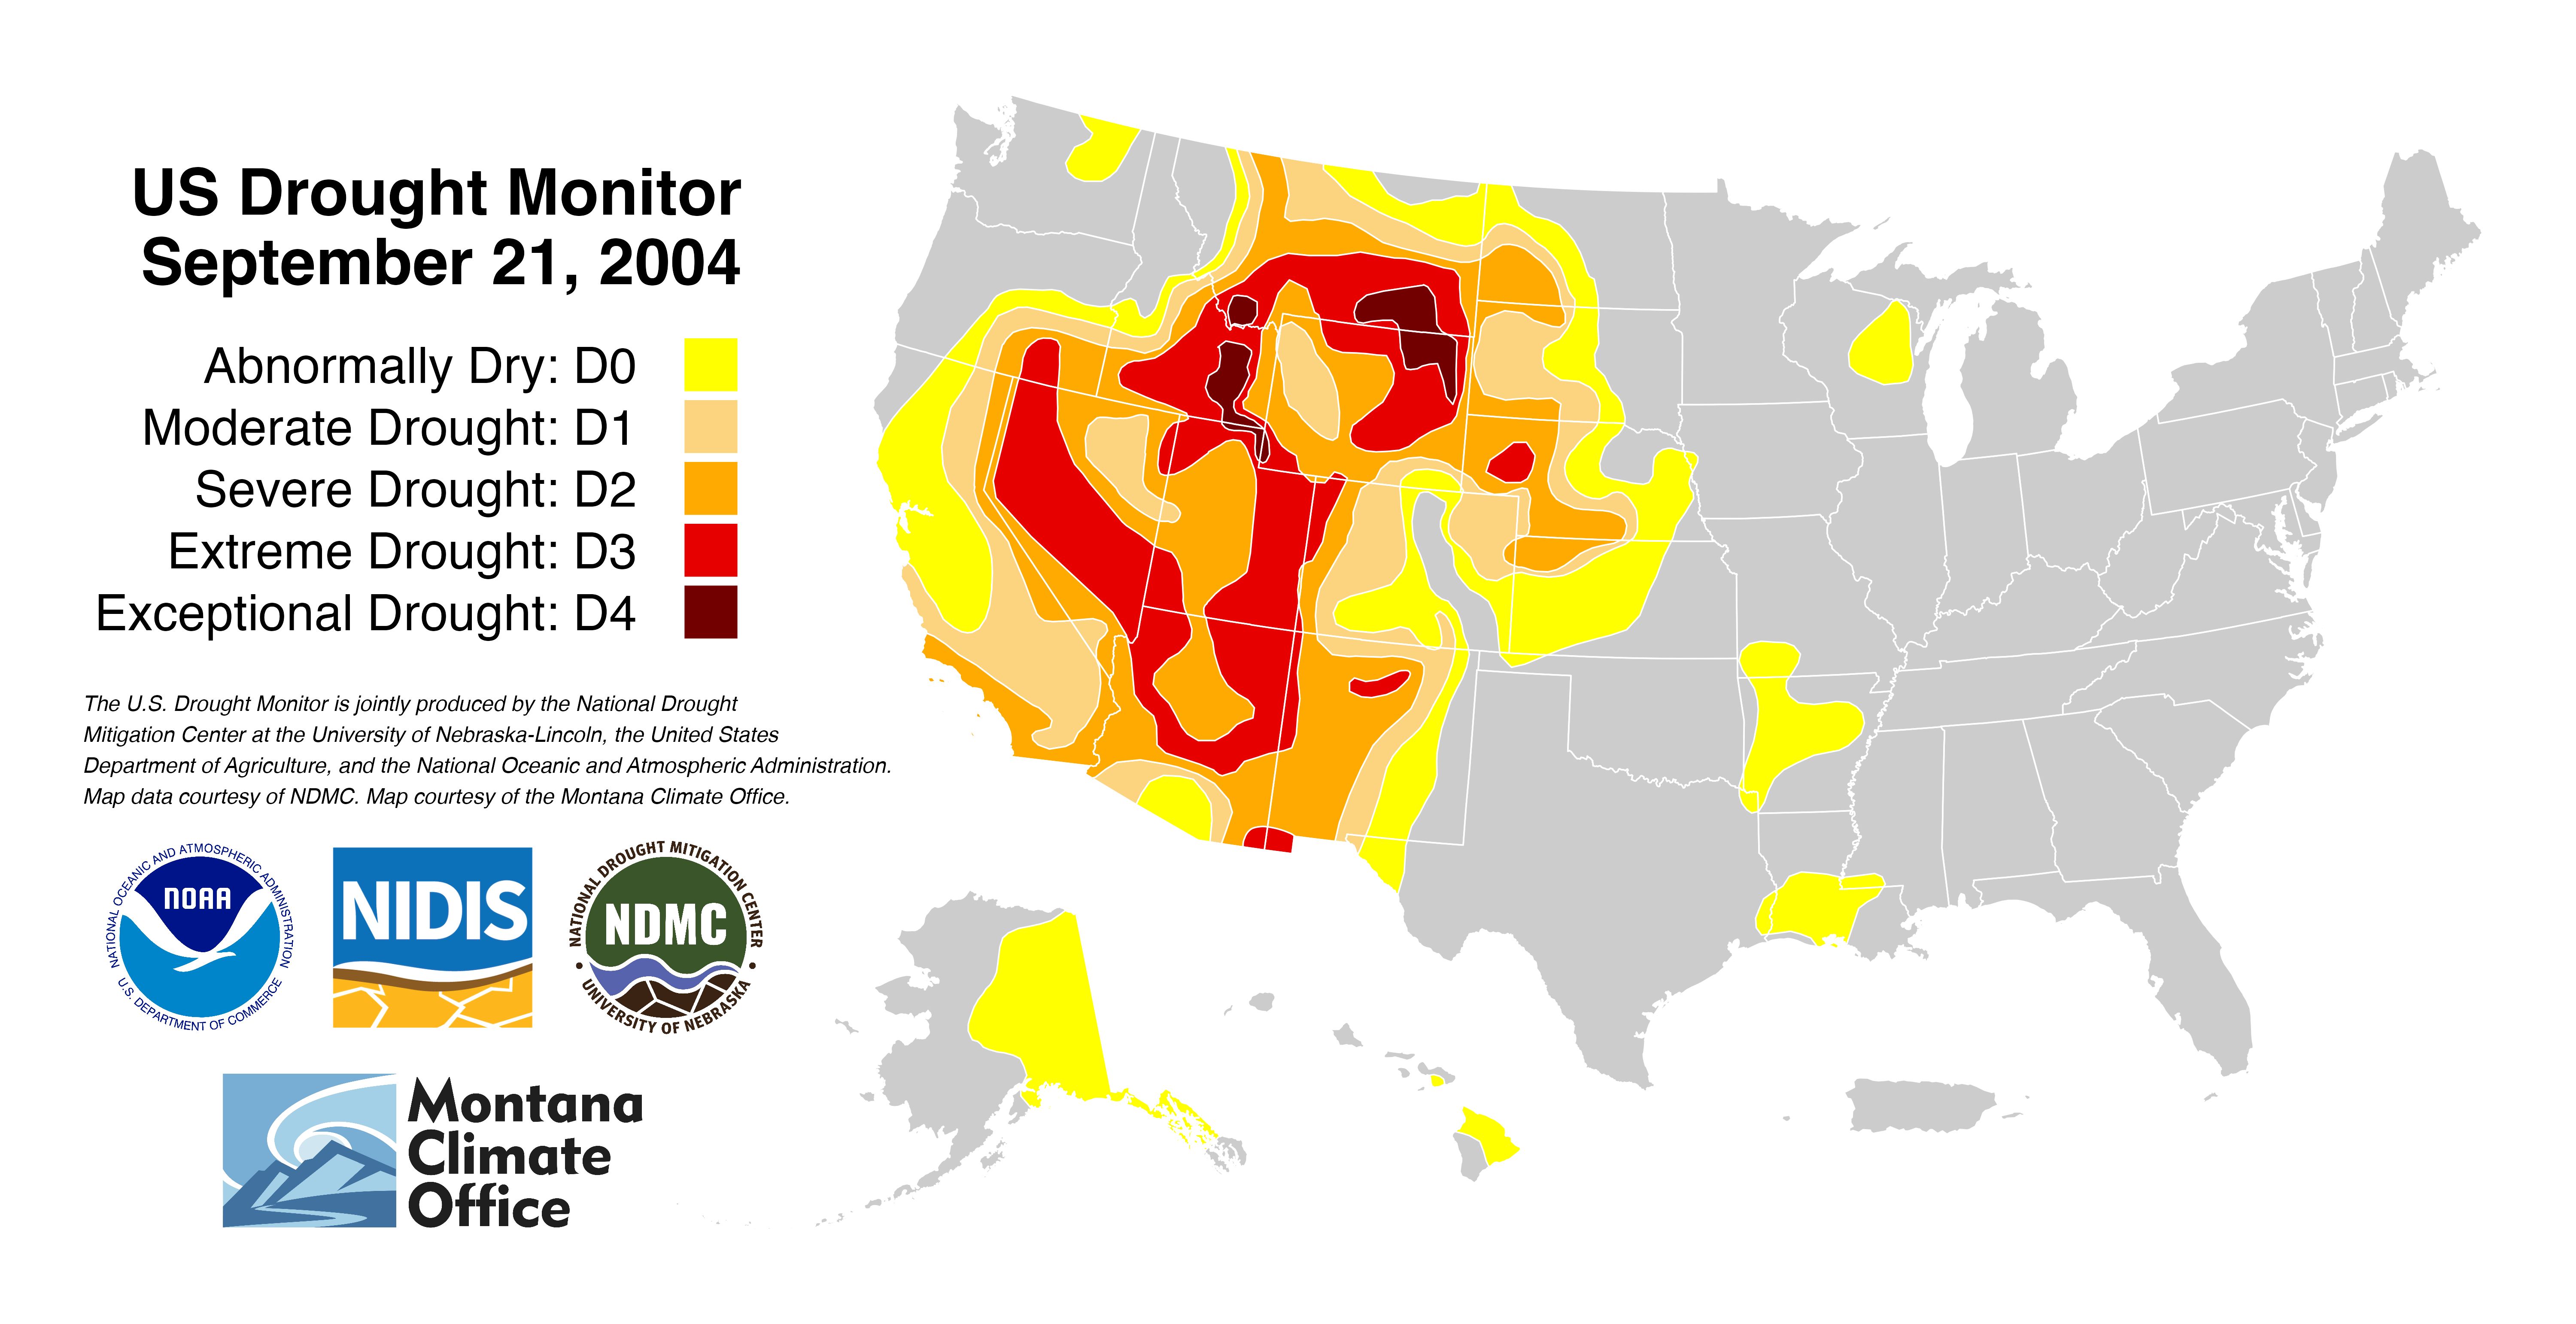 US Drought Monitor
September 21, 2004
Abnormally Dry: D0
Moderate Drought: D1
Severe Drought: D2
Extreme Drought: D3
Exceptional Drought: D4
The U.S. Drought Monitor is jointly produced by the National Drought
Mitigation Center at the University of Nebraska-Lincoln, the United States
Department of Agriculture, and the National Oceanic and Atmospheric Administration.
Map data courtesy of NDMC. Map courtesy of the Montana Climate Office.
NATIONAL OCEANIC AND ATMOSPHERIC ADMINISTRATION
NOAA
U.S. DEPARTMENT OF COMMERCE
NIDIS
NATIONAL DROUGHT MITIGATION CENTER
NDMC
UNIVERSITY OF NEBRASKA
Montana
Climate
Office